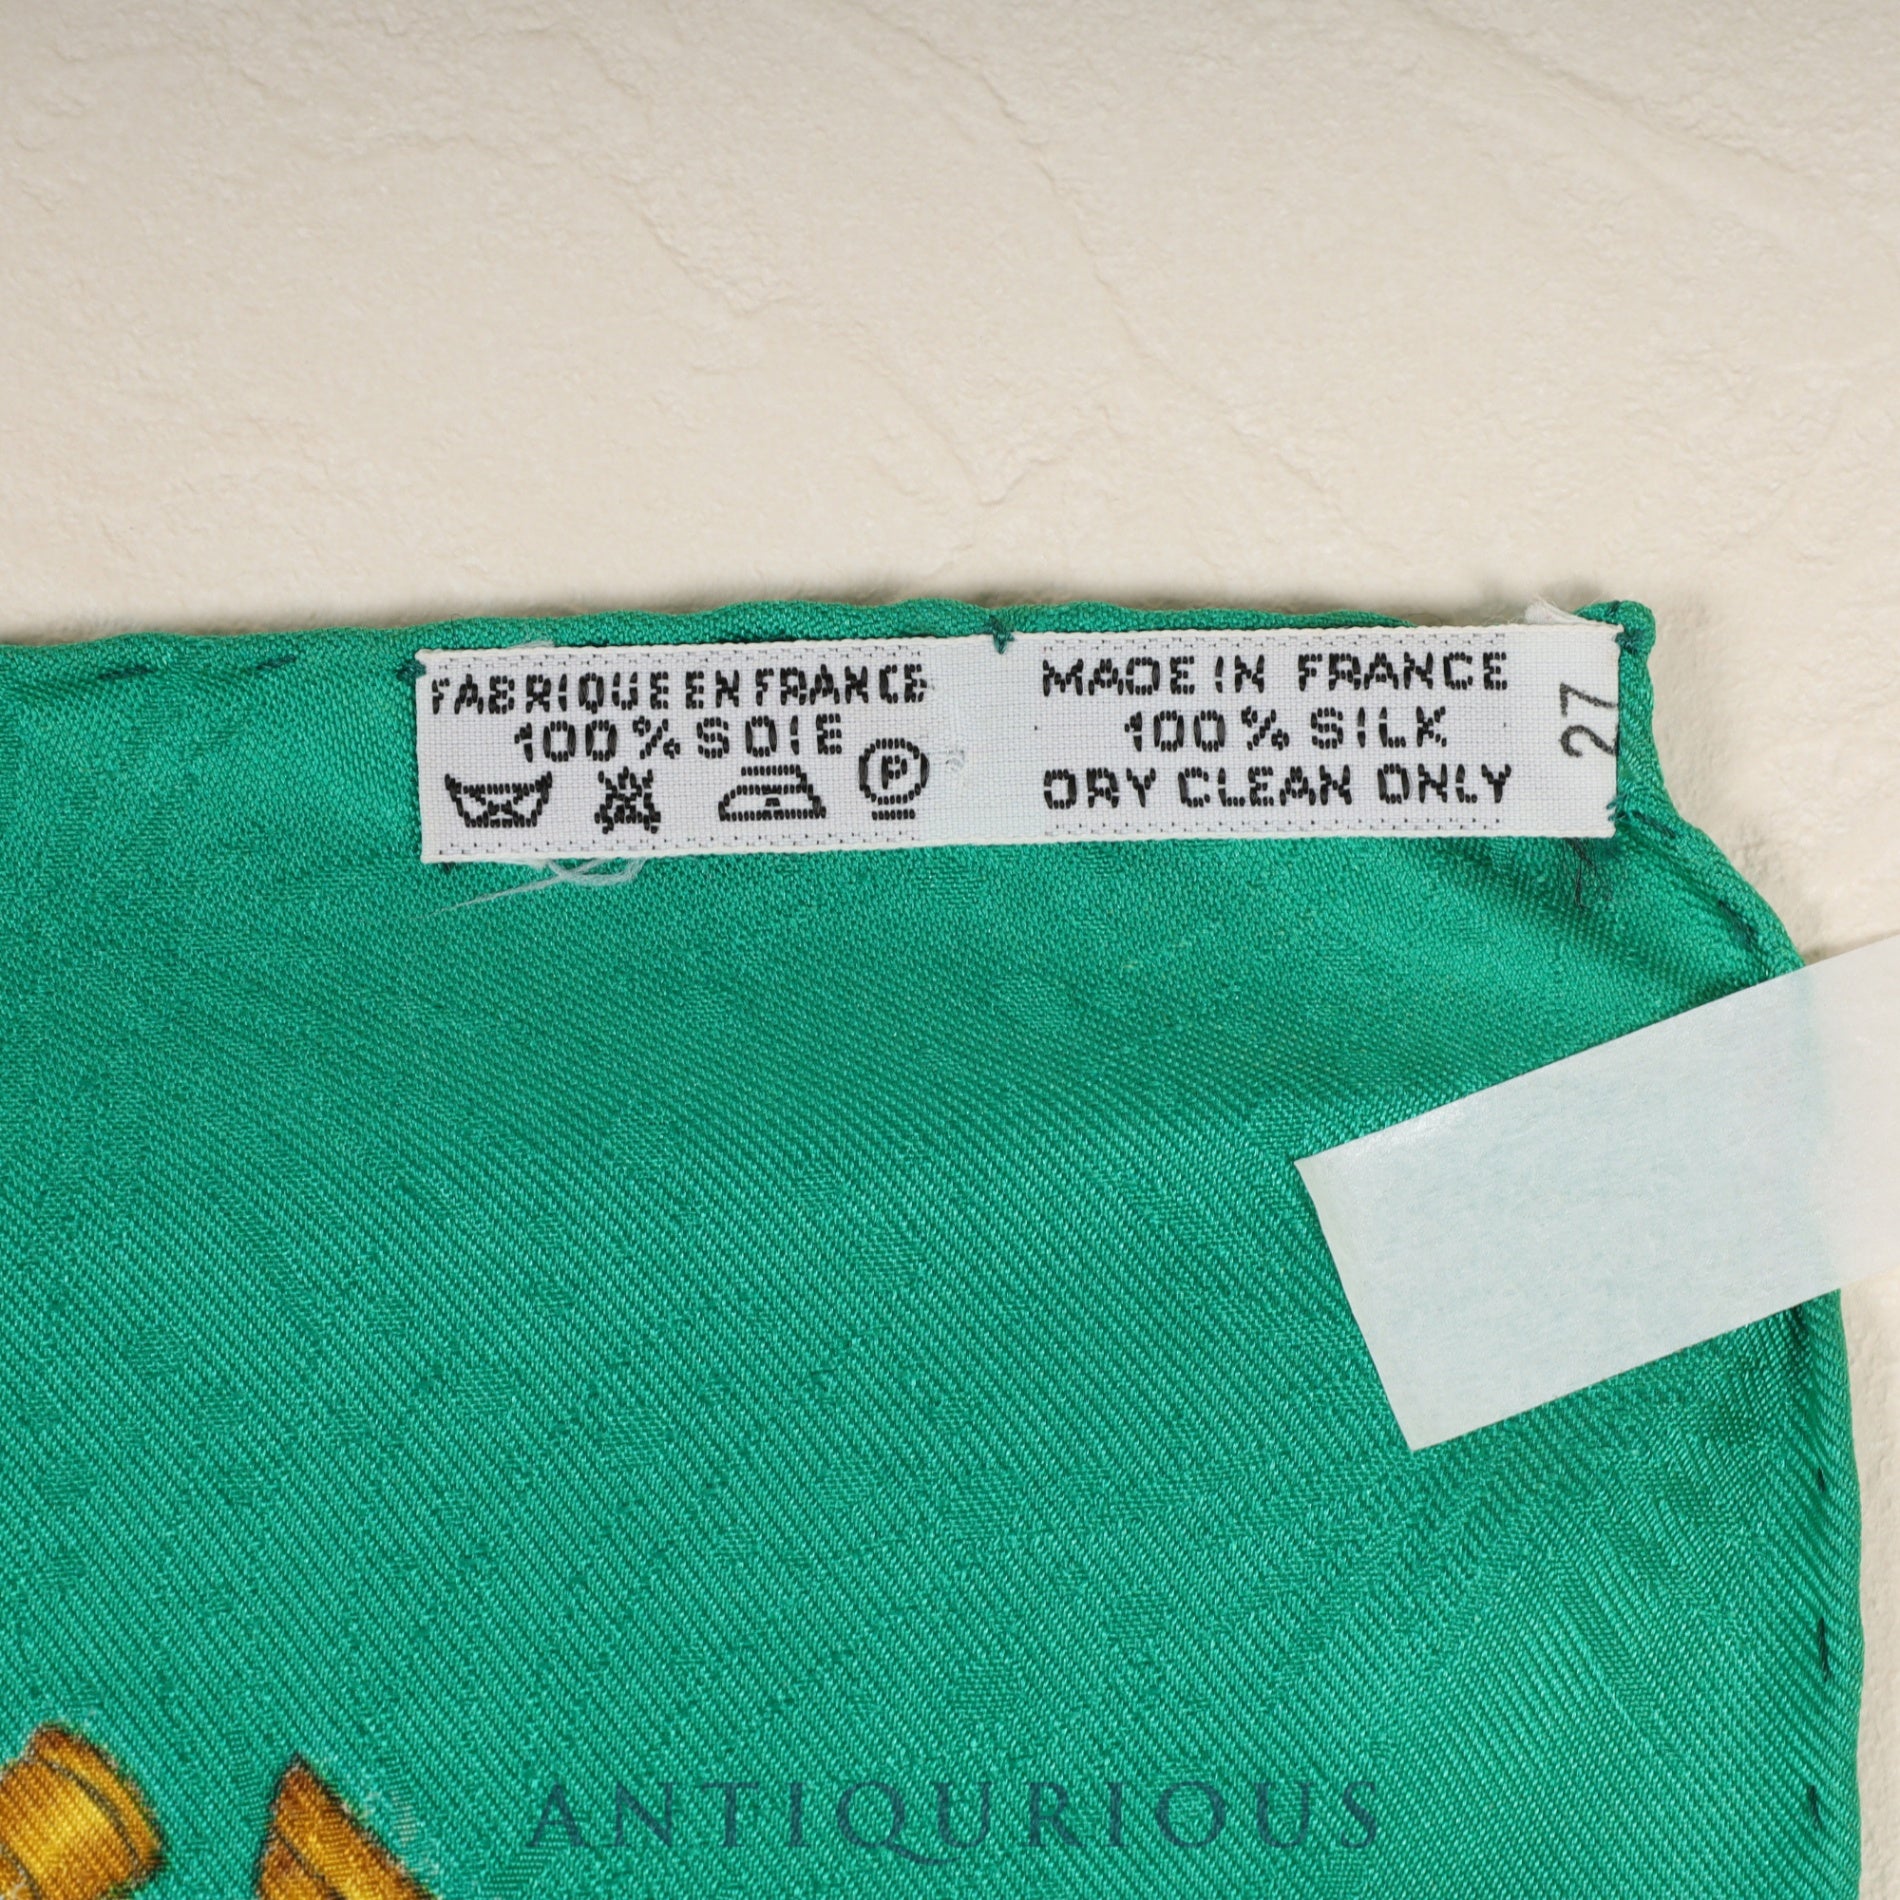 FABRIQUE EN FRANCE
100% SOIE
P
MADE IN FRANCE
100% SILK
DRY CLEAN ONLY
27
ANTIQURIOUS